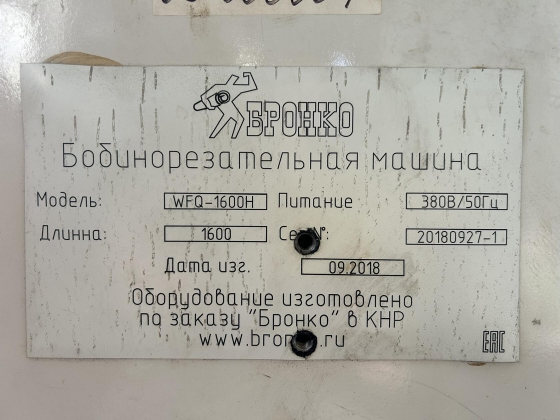 БРОНКО
Бобинорезательная машина
Модель: WFQ-1600H Питание 380В/50Гц
Длинна: 1600 20180927-1
Дата изг. 09.2018
Оборудование изготовлено
по заказу "Бронко" в КНР
ЕАС